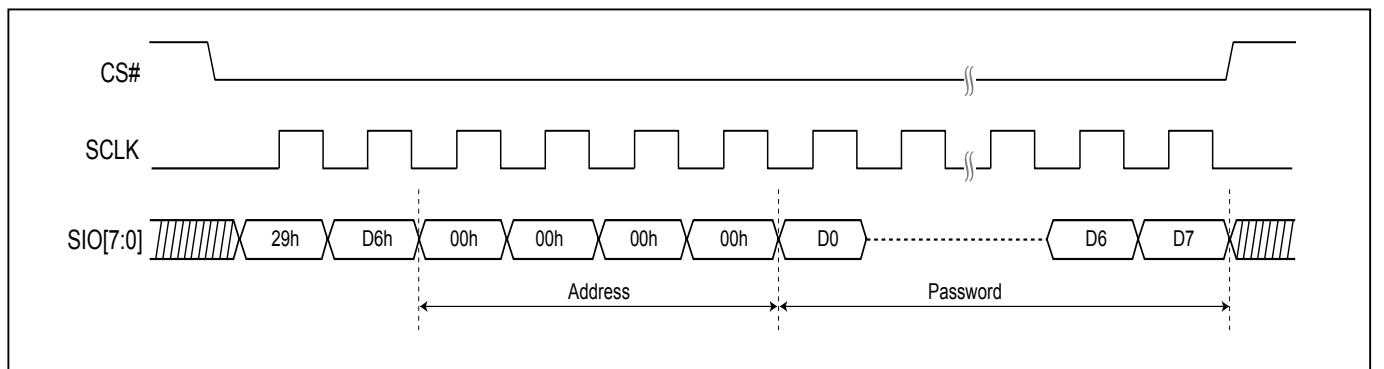 CS#
SCLK
SIO[7:0] 29h D6h 00h 00h 00h 00h D0 D6 D7
Address Password